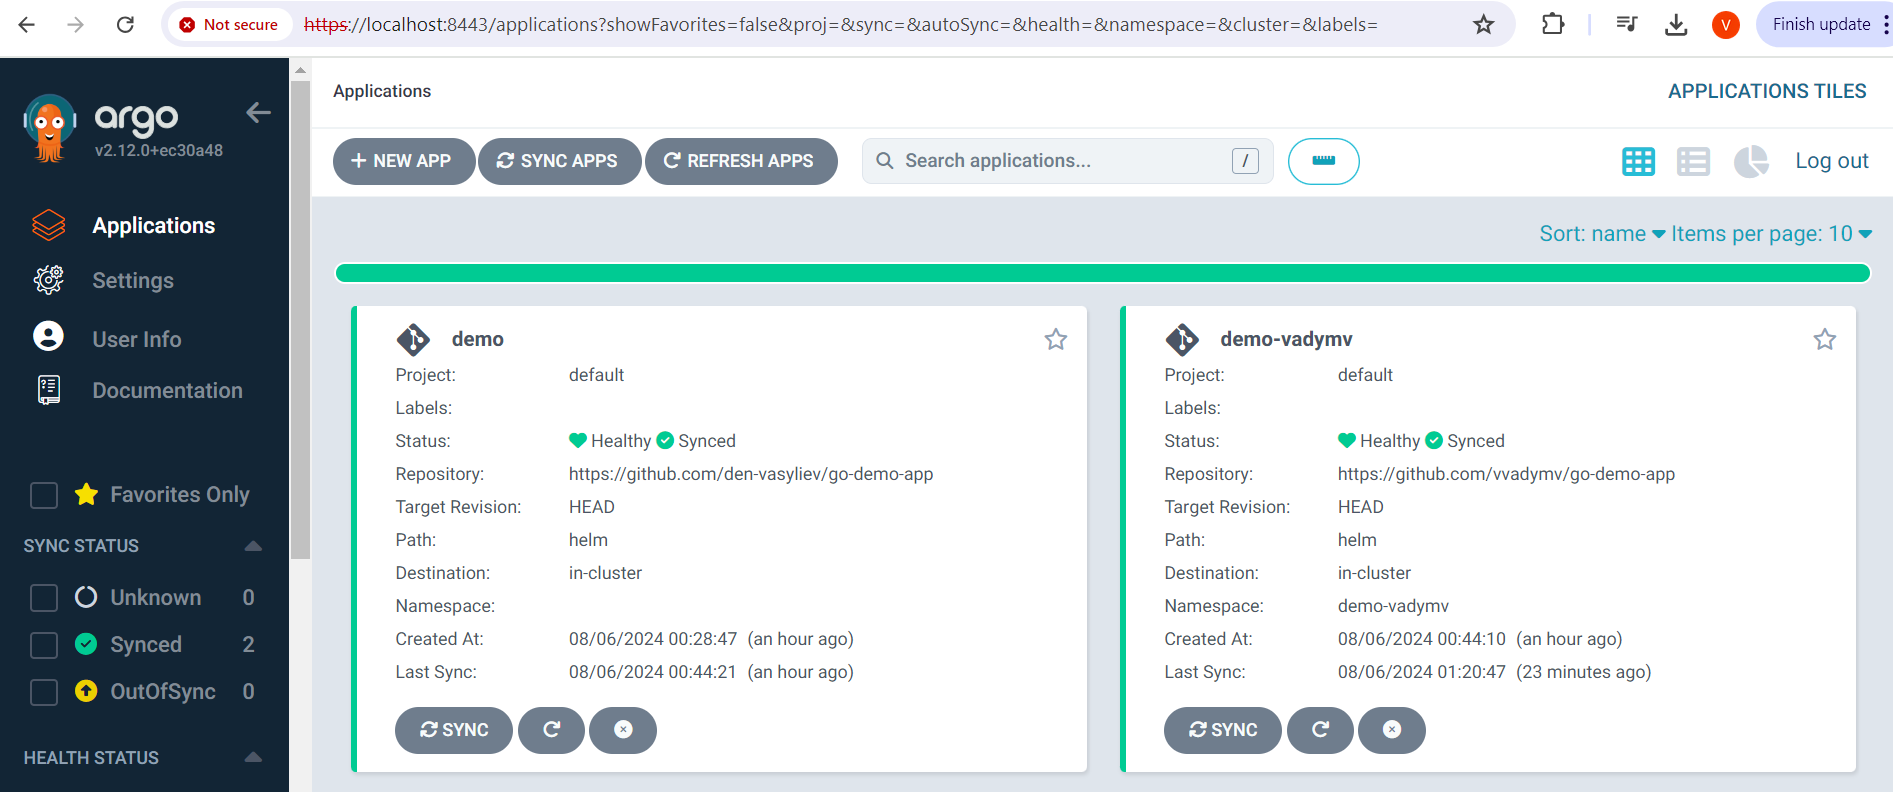 Not secure https://localhost:8443/applications?showFavorites=false&proj=&sync=&autoSync=&health=&namespace=&cluster=&labels= V Finish update
argo
v2.12.0+ec30a48
Applications
Settings
User Info
Documentation
Favorites Only
SYNC STATUS
Unknown 0
Synced 2
OutOfSync 0
HEALTH STATUS
Applications APPLICATIONS TILES
NEW APP SYNC APPS REFRESH APPS Search applications... / Log out
Sort: name Items per page: 10
demo
Project: default
Labels:
Status: Healthy Synced
Repository: https://github.com/den-vasyliev/go-demo-app
Target Revision: HEAD
Path: helm
Destination: in-cluster
Namespace:
Created At: 08/06/2024 00:28:47 (an hour ago)
Last Sync: 08/06/2024 00:44:21 (an hour ago)
SYNC
demo-vadymv
Project: default
Labels:
Status: Healthy Synced
Repository: https://github.com/vvadymv/go-demo-app
Target Revision: HEAD
Path: helm
Destination: in-cluster
Namespace: demo-vadymv
Created At: 08/06/2024 00:44:10 (an hour ago)
Last Sync: 08/06/2024 01:20:47 (23 minutes ago)
SYNC